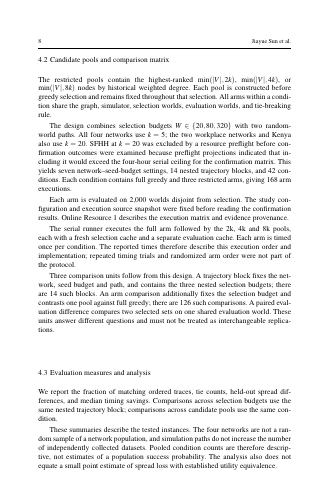 8 Jiayue Sun et al.
4.2 Candidate pools and comparison matrix
The restricted pools contain the highest-ranked min(|V|,2k), min(|V|,4k), or
min(|V|,8k) nodes by historical weighted degree. Each pool is constructed before
greedy selection and remains fixed throughout that selection. All arms within a condi-
tion share the graph, simulator, selection worlds, evaluation worlds, and tie-breaking
rule.
The design combines selection budgets W ∈ {20,80,320} with two random-
world paths. All four networks use k = 5; the two workplace networks and Kenya
also use k = 20. SFHH at k = 20 was excluded by a resource preflight before con-
firmation outcomes were examined because preflight projections indicated that in-
cluding it would exceed the four-hour serial ceiling for the confirmation matrix. This
yields seven network–seed-budget settings, 14 nested trajectory blocks, and 42 con-
ditions. Each condition contains full greedy and three restricted arms, giving 168 arm
executions.
Each arm is evaluated on 2,000 worlds disjoint from selection. The study con-
figuration and execution source snapshot were fixed before reading the confirmation
results. Online Resource 1 describes the execution matrix and evidence provenance.
The serial runner executes the full arm followed by the 2k, 4k and 8k pools,
each with a fresh selection cache and a separate evaluation cache. Each arm is timed
once per condition. The reported times therefore describe this execution order and
implementation; repeated timing trials and randomized arm order were not part of
the protocol.
Three comparison units follow from this design. A trajectory block fixes the net-
work, seed budget and path, and contains the three nested selection budgets; there
are 14 such blocks. An arm comparison additionally fixes the selection budget and
contrasts one pool against full greedy; there are 126 such comparisons. A paired eval-
uation difference compares two selected sets on one shared evaluation world. These
units answer different questions and must not be treated as interchangeable replica-
tions.
4.3 Evaluation measures and analysis
We report the fraction of matching ordered traces, tie counts, held-out spread dif-
ferences, and median timing savings. Comparisons across selection budgets use the
same nested trajectory block; comparisons across candidate pools use the same con-
dition.
These summaries describe the tested instances. The four networks are not a ran-
dom sample of a network population, and simulation paths do not increase the number
of independently collected datasets. Pooled condition counts are therefore descrip-
tive, not estimates of a population success probability. The analysis also does not
equate a small point estimate of spread loss with established utility equivalence.